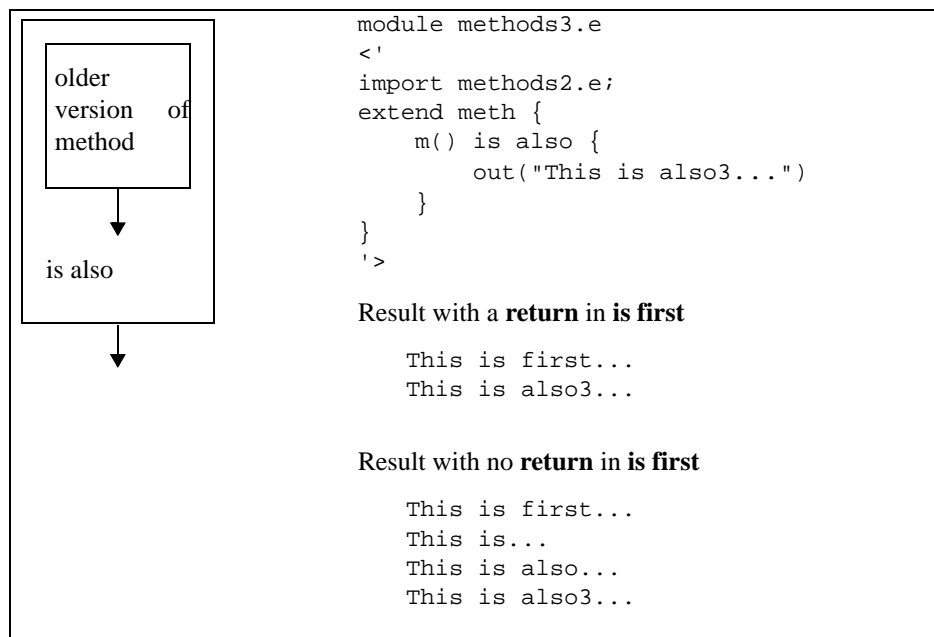 older
version of
method
is also
module methods3.e
<'
import methods2.e;
extend meth {
m() is also {
out("This is also3...")
}
}
'>
Result with a return in is first
This is first...
This is also3...
Result with no return in is first
This is first...
This is...
This is also...
This is also3...